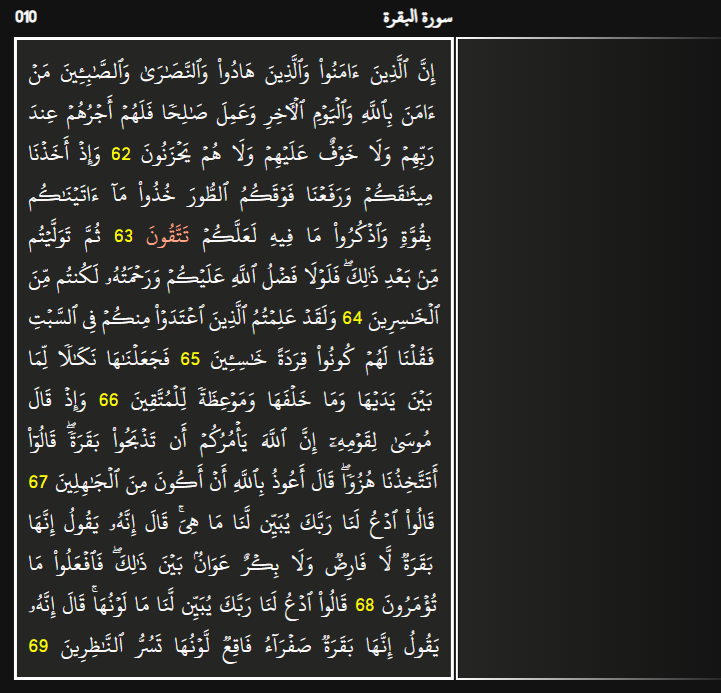 010 سورة البقرة
إِنَّ ٱلَّذِينَ ءَامَنُوا۟ وَٱلَّذِينَ هَادُوا۟ وَٱلنَّصَـٰرَىٰ وَٱلصَّـٰبِـِٔينَ مَنْ
ءَامَنَ بِٱللَّهِ وَٱلْيَوْمِ ٱلْـَٔاخِرِ وَعَمِلَ صَـٰلِحًا فَلَهُمْ أَجْرُهُمْ عِندَ
رَبِّهِمْ وَلَا خَوْفٌ عَلَيْهِمْ وَلَا هُمْ يَحْزَنُونَ 62 وَإِذْ أَخَذْنَا
مِيثَـٰقَكُمْ وَرَفَعْنَا فَوْقَكُمُ ٱلطُّورَ خُذُوا۟ مَآ ءَاتَيْنَـٰكُم
بِقُوَّةٍ وَٱذْكُرُوا۟ مَا فِيهِ لَعَلَّكُمْ تَتَّقُونَ 63 ثُمَّ تَوَلَّيْتُم
مِّنۢ بَعْدِ ذَٰلِكَ ۖ فَلَوْلَا فَضْلُ ٱللَّهِ عَلَيْكُمْ وَرَحْمَتُهُۥ لَكُنتُم مِّنَ
ٱلْخَـٰسِرِينَ 64 وَلَقَدْ عَلِمْتُمُ ٱلَّذِينَ ٱعْتَدَوْا۟ مِنكُمْ فِى ٱلسَّبْتِ
فَقُلْنَا لَهُمْ كُونُوا۟ قِرَدَةً خَـٰسِـِٔينَ 65 فَجَعَلْنَـٰهَا نَكَـٰلًا لِّمَا
بَيْنَ يَدَيْهَا وَمَا خَلْفَهَا وَمَوْعِظَةً لِّلْمُتَّقِينَ 66 وَإِذْ قَالَ
مُوسَىٰ لِقَوْمِهِۦٓ إِنَّ ٱللَّهَ يَأْمُرُكُمْ أَن تَذْبَحُوا۟ بَقَرَةً ۖ قَالُوٓا۟
أَتَتَّخِذُنَا هُزُوًا ۖ قَالَ أَعُوذُ بِٱللَّهِ أَنْ أَكُونَ مِنَ ٱلْجَـٰهِلِينَ 67
قَالُوا۟ ٱدْعُ لَنَا رَبَّكَ يُبَيِّن لَّنَا مَا هِىَ ۚ قَالَ إِنَّهُۥ يَقُولُ إِنَّهَا
بَقَرَةٌ لَّا فَارِضٌ وَلَا بِكْرٌ عَوَانٌۢ بَيْنَ ذَٰلِكَ ۖ فَٱفْعَلُوا۟ مَا
تُؤْمَرُونَ 68 قَالُوا۟ ٱدْعُ لَنَا رَبَّكَ يُبَيِّن لَّنَا مَا لَوْنُهَا ۚ قَالَ إِنَّهُۥ
يَقُولُ إِنَّهَا بَقَرَةٌ صَفْرَآءُ فَاقِعٌ لَّوْنُهَا تَسُرُّ ٱلنَّـٰظِرِينَ 69